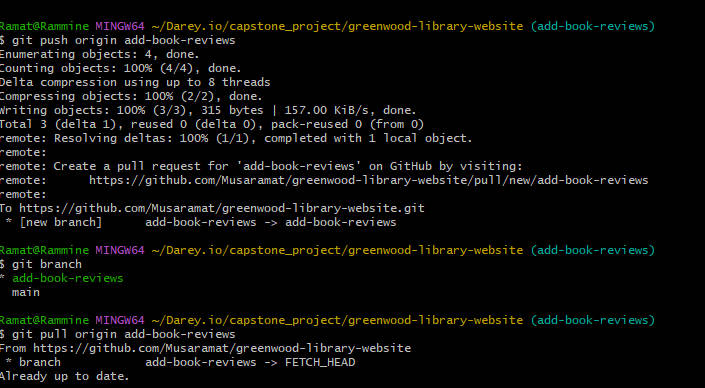 Ramat@Rammine MINGW64 ~/Darey.io/capstone_project/greenwood-library-website (add-book-reviews)
$ git push origin add-book-reviews
Enumerating objects: 4, done.
Counting objects: 100% (4/4), done.
Delta compression using up to 8 threads
Compressing objects: 100% (2/2), done.
Writing objects: 100% (3/3), 315 bytes | 157.00 KiB/s, done.
Total 3 (delta 1), reused 0 (delta 0), pack-reused 0 (from 0)
remote: Resolving deltas: 100% (1/1), completed with 1 local object.
remote:
remote: Create a pull request for 'add-book-reviews' on GitHub by visiting:
remote:      https://github.com/Musaramat/greenwood-library-website/pull/new/add-book-reviews
remote:
To https://github.com/Musaramat/greenwood-library-website.git
 * [new branch]      add-book-reviews -> add-book-reviews
Ramat@Rammine MINGW64 ~/Darey.io/capstone_project/greenwood-library-website (add-book-reviews)
$ git branch
* add-book-reviews
  main
Ramat@Rammine MINGW64 ~/Darey.io/capstone_project/greenwood-library-website (add-book-reviews)
$ git pull origin add-book-reviews
From https://github.com/Musaramat/greenwood-library-website
 * branch            add-book-reviews -> FETCH_HEAD
Already up to date.